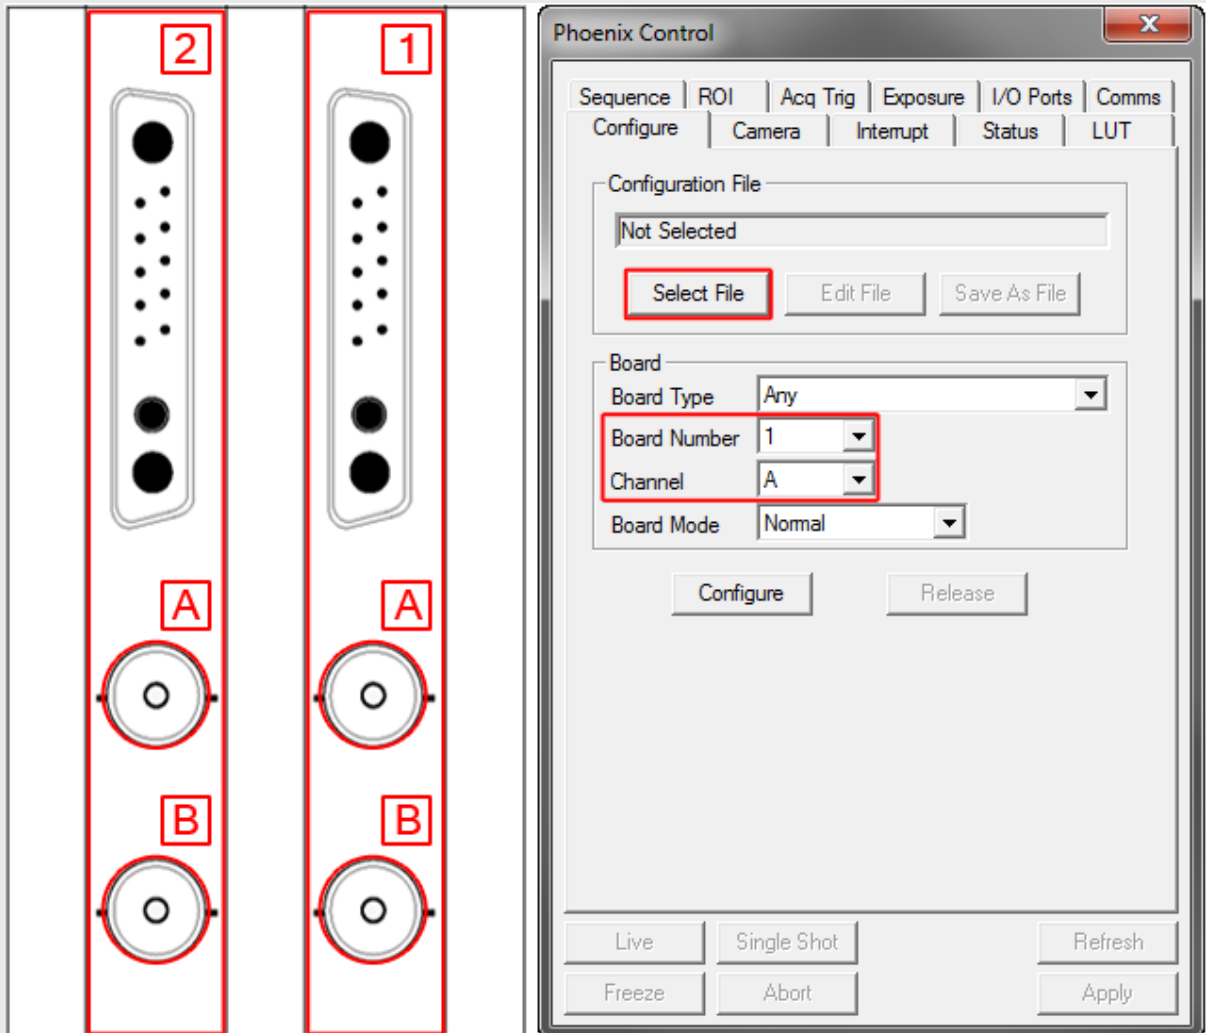 2
1
A
A
B
B
Phoenix Control
X
Sequence ROI Acq Trig Exposure I/O Ports Comms
Configure Camera Interrupt Status LUT
Configuration File
Not Selected
Select File Edit File Save As File
Board
Board Type Any
Board Number 1
Channel A
Board Mode Normal
Configure Release
Live Single Shot Refresh
Freeze Abort Apply